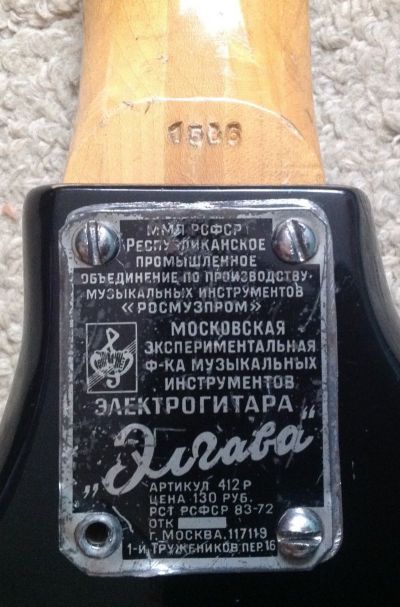 1536
ММП РСФСР
РЕСПУБЛИКАНСКОЕ
ПРОМЫШЛЕННОЕ
ОБЪЕДИНЕНИЕ ПО ПРОИЗВОДСТВУ
МУЗЫКАЛЬНЫХ ИНСТРУМЕНТОВ
«РОСМУЗПРОМ»
МОСКОВСКАЯ
ЭКСПЕРИМЕНТАЛЬНАЯ
Ф-КА МУЗЫКАЛЬНЫХ
ИНСТРУМЕНТОВ
ЭЛЕКТРОГИТАРА
„Элгава“
АРТИКУЛ 412 Р
ЦЕНА 130 РУБ.
РСТ РСФСР 83-72
ОТК
г. МОСКВА. 117119
1-й ТРУЖЕНИКОВ ПЕР. 16